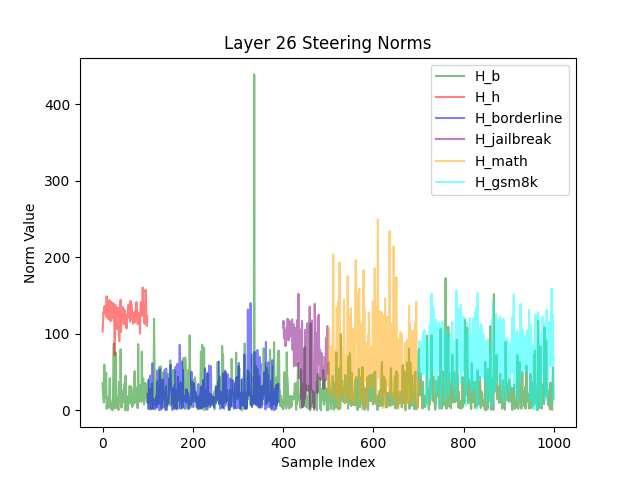 Layer 26 Steering Norms
H_b
H_h
H_borderline
H_jailbreak
H_math
H_gsm8k
Norm Value
400
300
200
100
0
0
200
400
600
800
1000
Sample Index